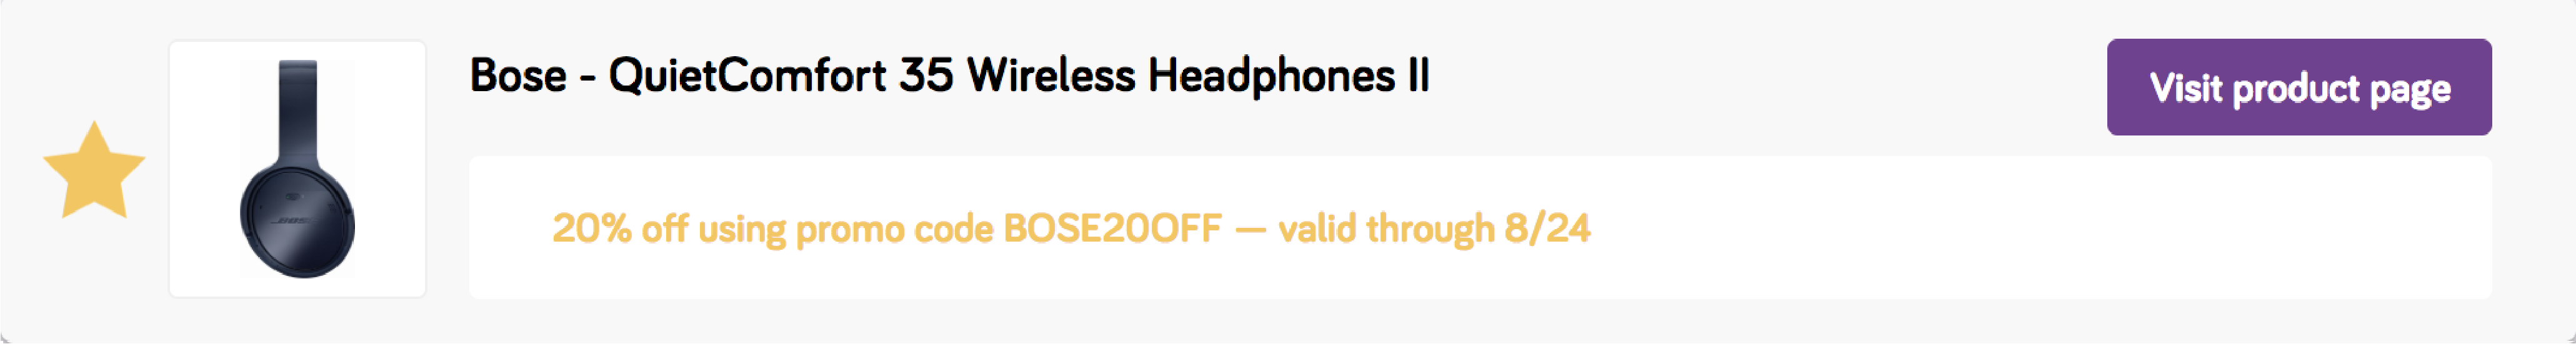 Bose - QuietComfort 35 Wireless Headphones II
Visit product page
BOSE
20% off using promo code BOSE20OFF — valid through 8/24